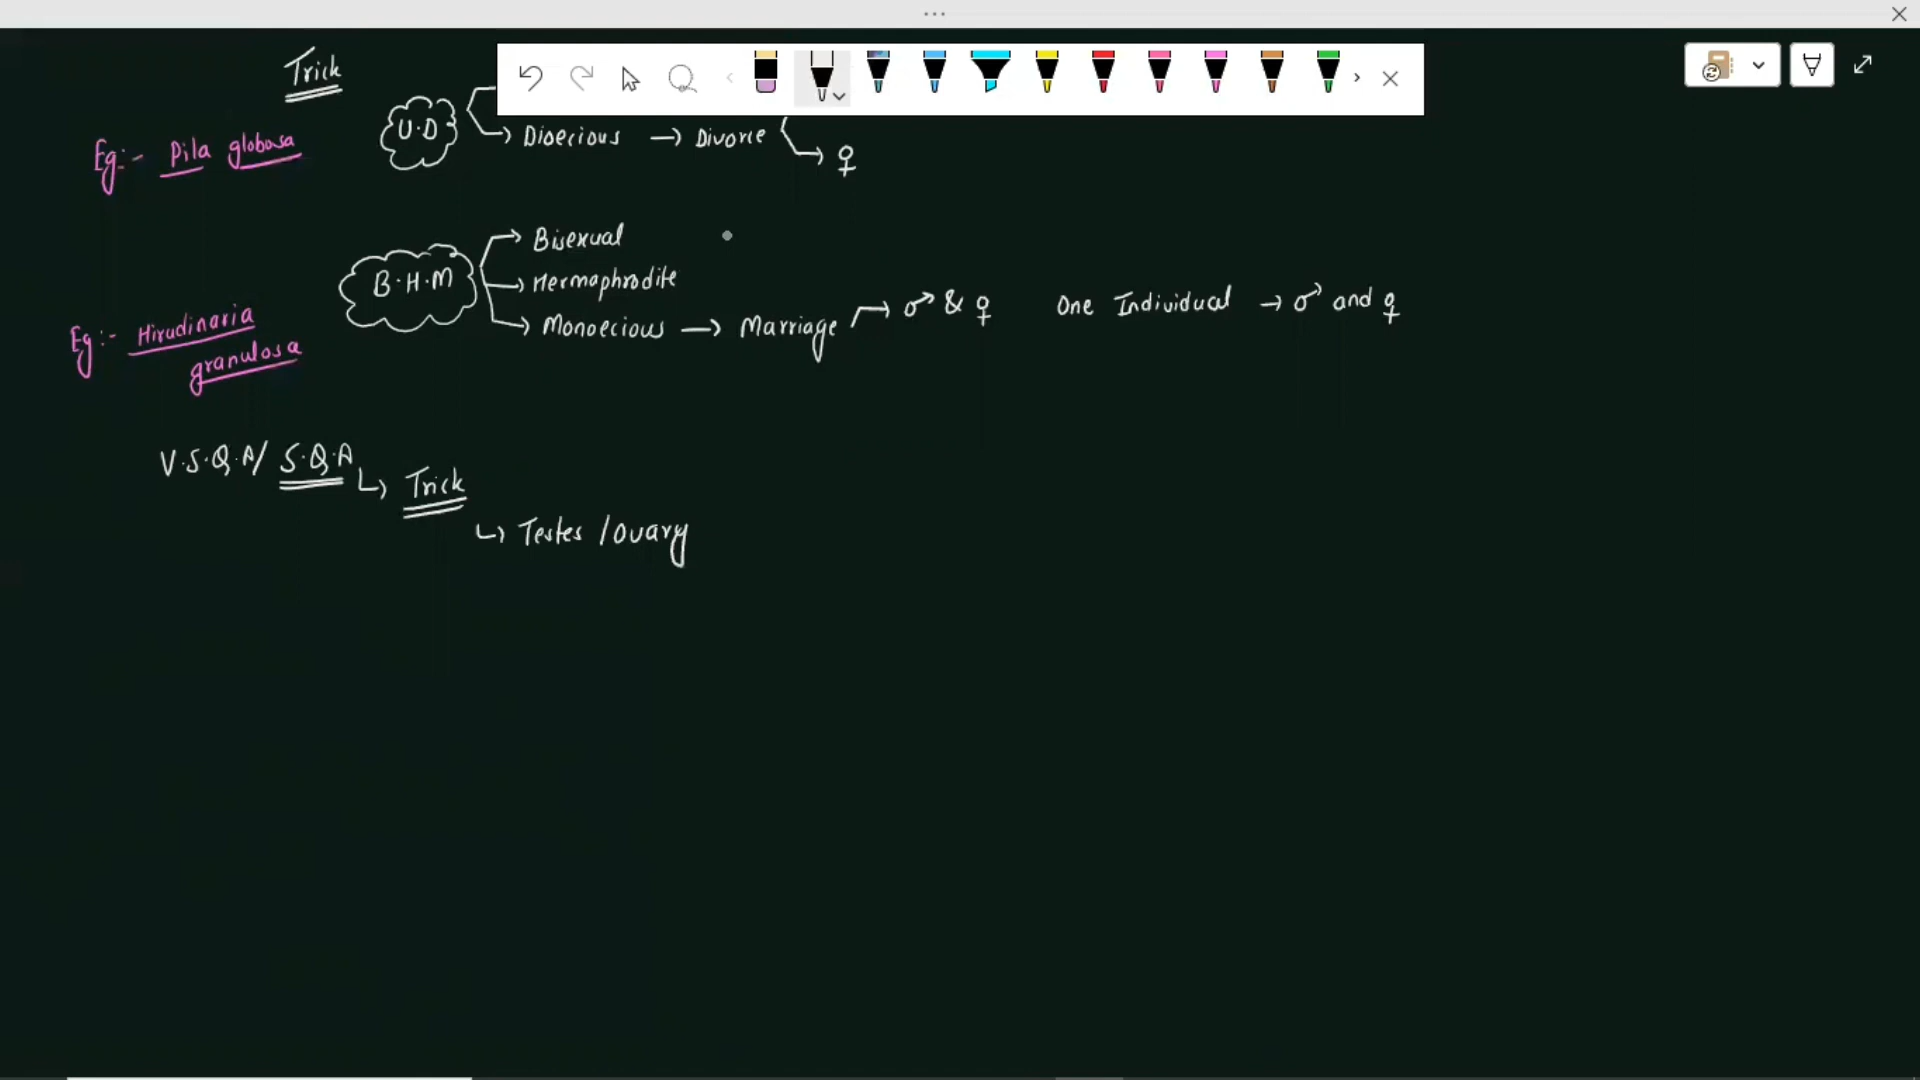 Trick
Eg:- Pila globosa
U.D
→ Dioecious → Divorce → ♀
B.H.M
→ Bisexual
→ Hermaphrodite
→ Monoecious → Marriage → ♂ & ♀
One Individual → ♂ and ♀
Eg:- Hirudinaria
granulosa
V.S.Q.A/ S.Q.A
↳ Trick
↳ Testes /Ovary